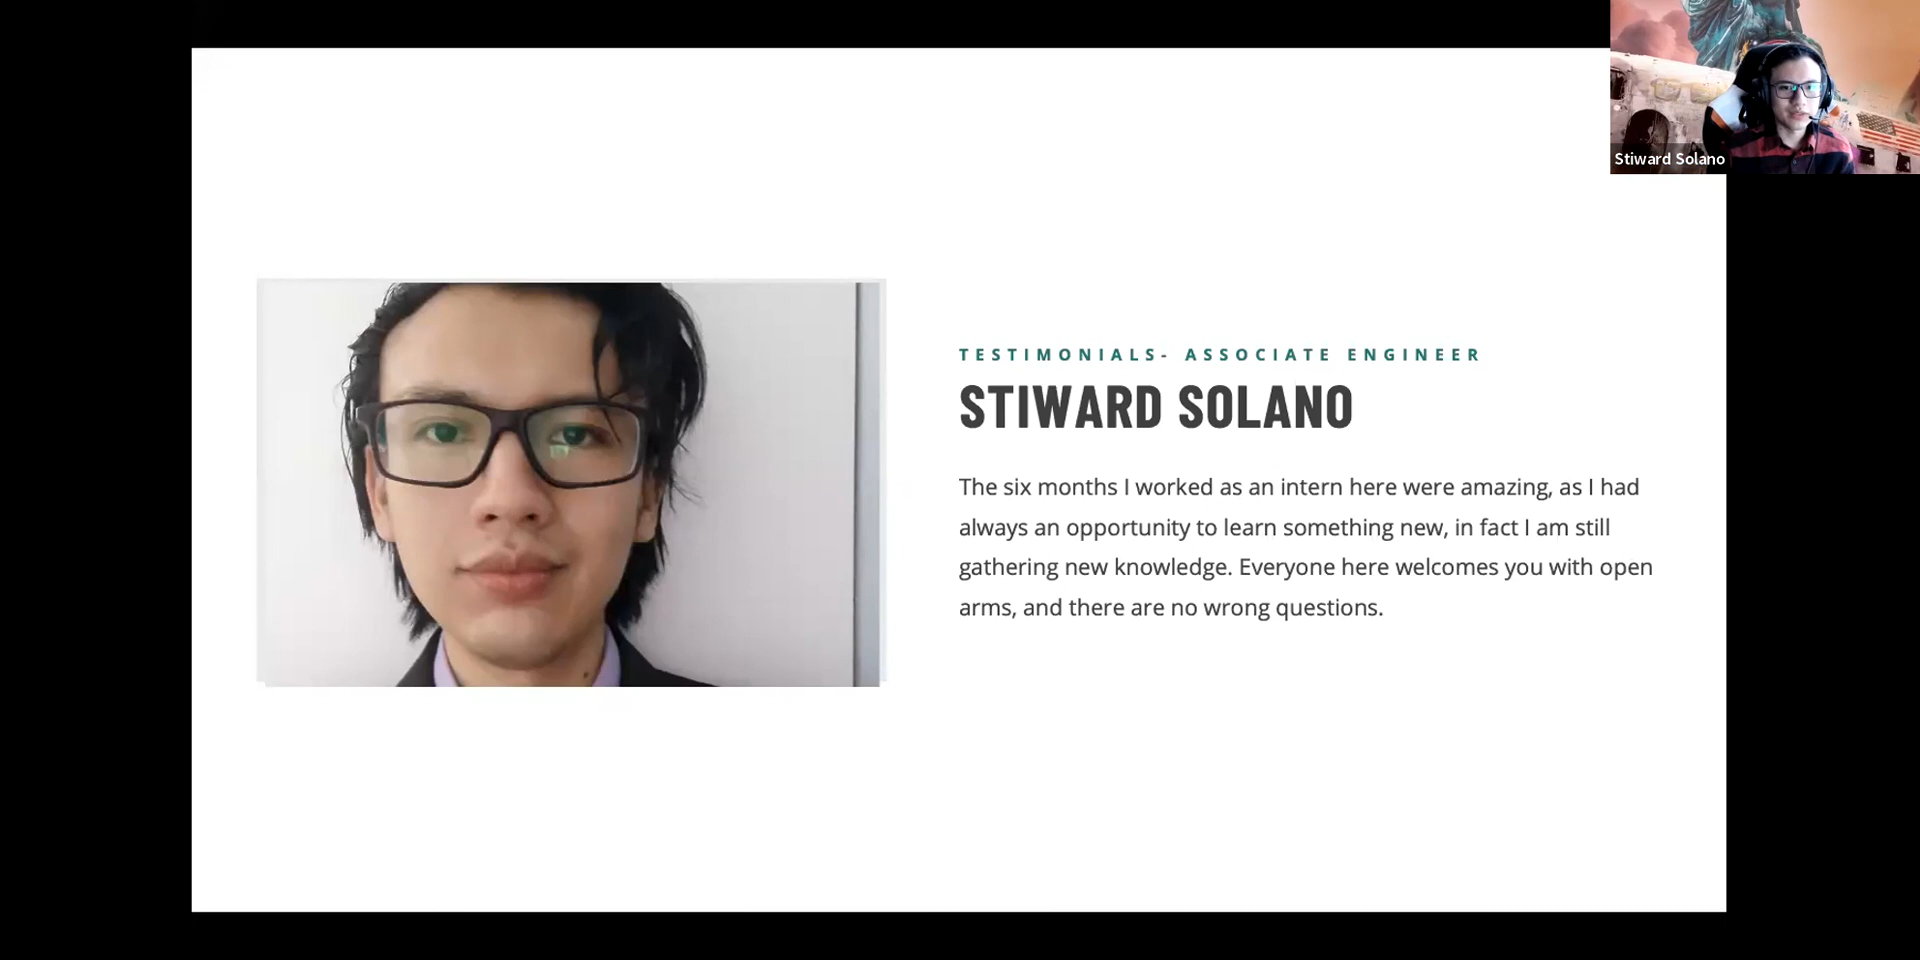 Stiward Solano
TESTIMONIALS- ASSOCIATE ENGINEER
STIWARD SOLANO
The six months I worked as an intern here were amazing, as I had
always an opportunity to learn something new, in fact I am still
gathering new knowledge. Everyone here welcomes you with open
arms, and there are no wrong questions.